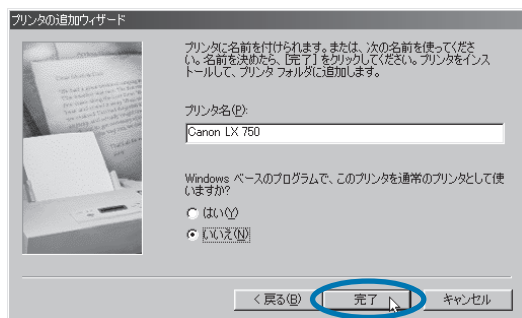 プリンタの追加ウィザード
プリンタに名前を付けられます。または、次の名前を使ってくださ
い。名前を決めたら、[完了] をクリックしてください。プリンタをインス
トールして、プリンタ フォルダに追加します。
プリンタ名(P):
Canon LX 750
Windows ベースのプログラムで、このプリンタを通常のプリンタとして使
いますか?
はい(Y)
いいえ(N)
< 戻る(B)
完了
キャンセル